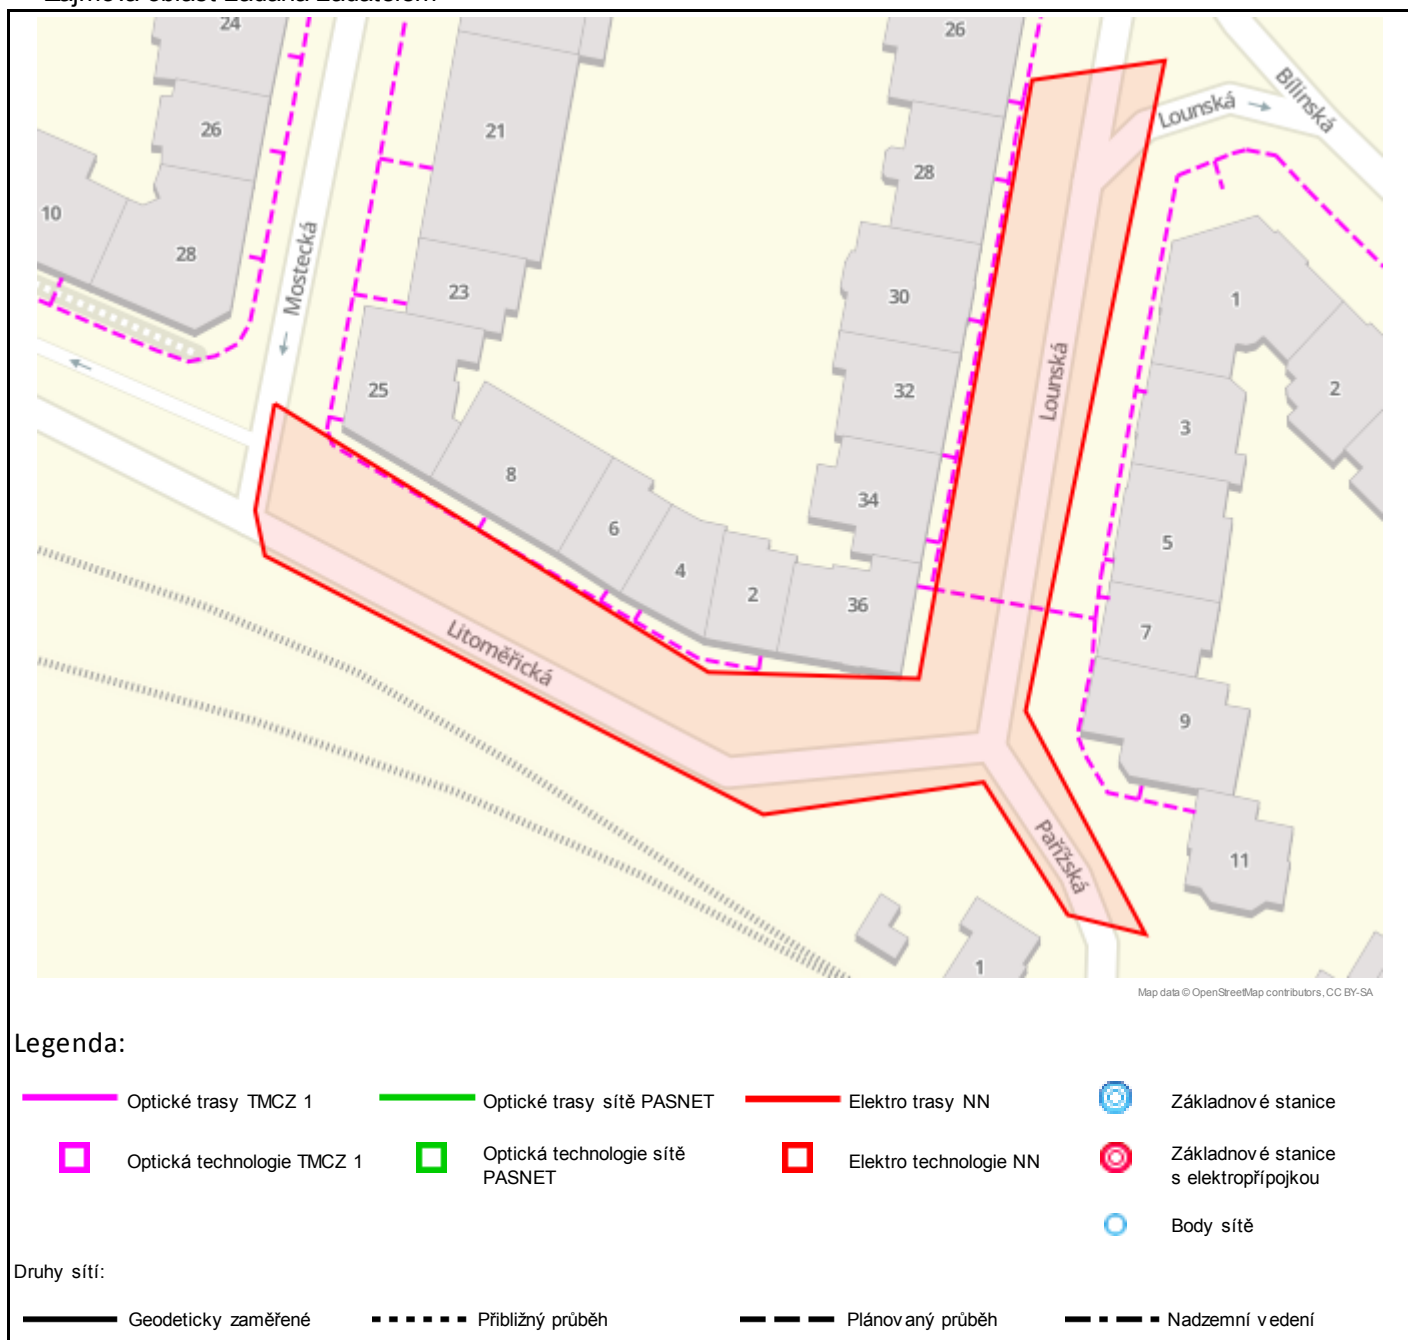 Zájmová oblast zadaná žadatelem
24
26
26
21
Bílinská
Lounská
10
28
28
Mostecká
23
30
1
25
32
Lounská
2
3
8
34
6
5
4
2
36
7
Litoměřická
9
Pařížská
11
1
Map data © OpenStreetMap contributors, CC BY-SA
Legenda:
Optické trasy TMCZ 1
Optické trasy sítě PASNET
Elektro trasy NN
Základnové stanice
Optická technologie TMCZ 1
Optická technologie sítě
PASNET
Elektro technologie NN
Základnové stanice
s elektropřípojkou
Body sítě
Druhy sítí:
Geodeticky zaměřené
Přibližný průběh
Plánovaný průběh
Nadzemní vedení